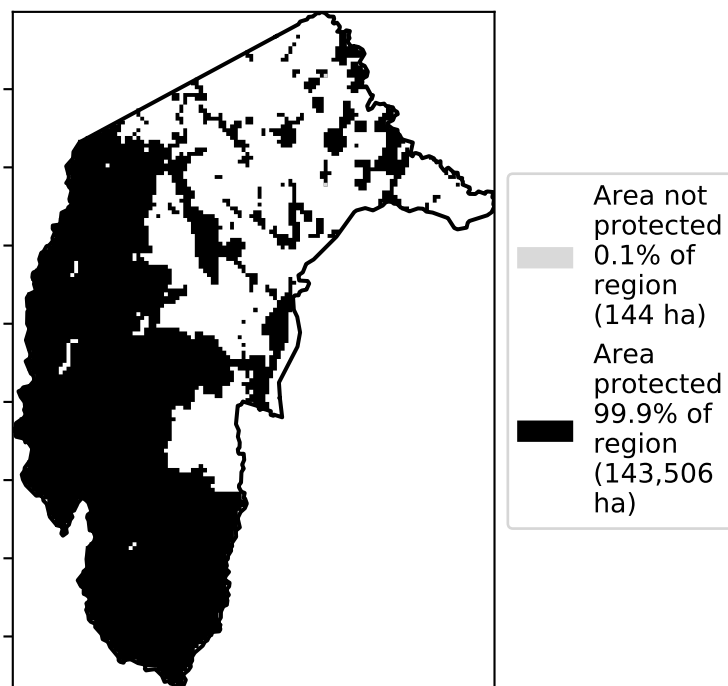 Area not
protected
0.1% of
region
(144 ha)
Area
protected
99.9% of
region
(143,506
ha)